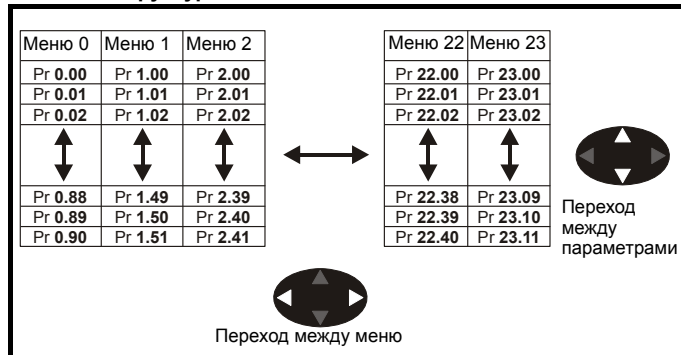 Меню 0 Меню 1 Меню 2 Меню 22 Меню 23
Pr 0.00 Pr 1.00 Pr 2.00 Pr 22.00 Pr 23.00
Pr 0.01 Pr 1.01 Pr 2.01 Pr 22.01 Pr 23.01
Pr 0.02 Pr 1.02 Pr 2.02 Pr 22.02 Pr 23.02
Pr 0.88 Pr 1.49 Pr 2.39 Pr 22.38 Pr 23.09
Pr 0.89 Pr 1.50 Pr 2.40 Pr 22.39 Pr 23.10
Pr 0.90 Pr 1.51 Pr 2.41 Pr 22.40 Pr 23.11
Переход
между
параметрами
Переход между меню